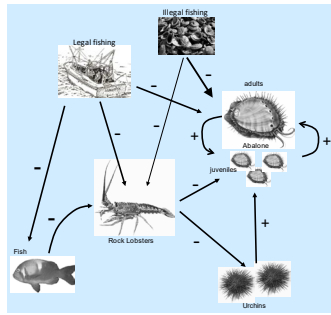 Illegal fishing
Legal fishing
-
-
adults
-
-
-
+
+
Abalone
-
juveniles
-
-
+
Rock Lobsters
-
Fish
Urchins